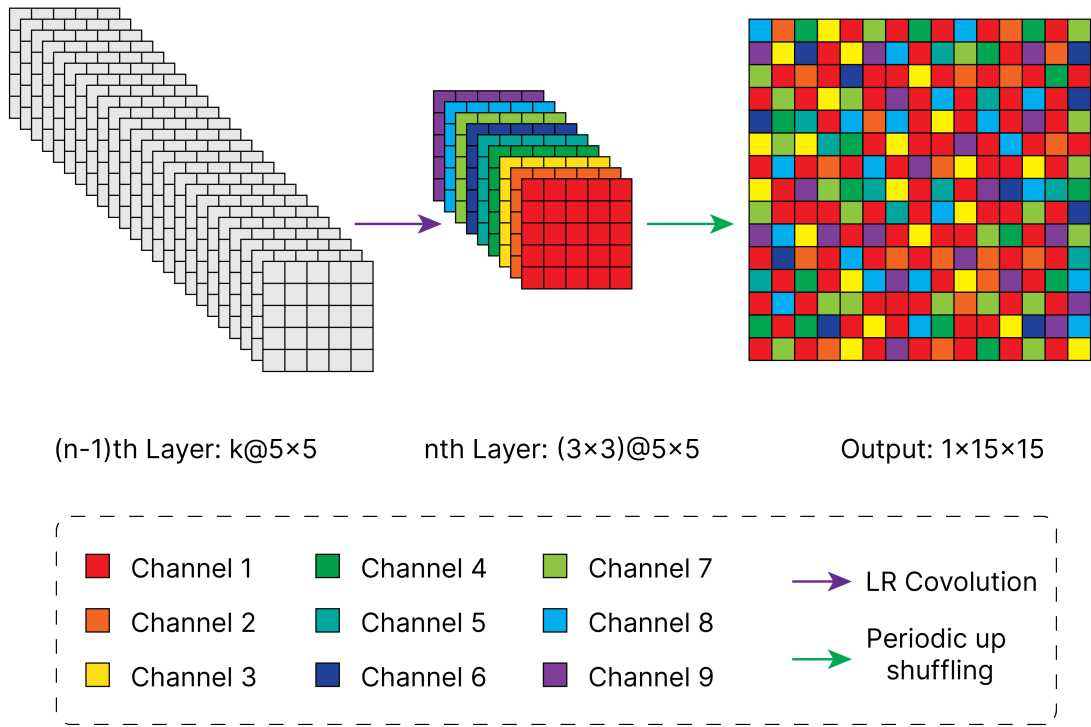 (n-1)th Layer: k@5×5
nth Layer: (3×3)@5×5
Output: 1×15×15
Channel 1
Channel 4
Channel 7
LR Covolution
Channel 2
Channel 5
Channel 8
Periodic up
shuffling
Channel 3
Channel 6
Channel 9